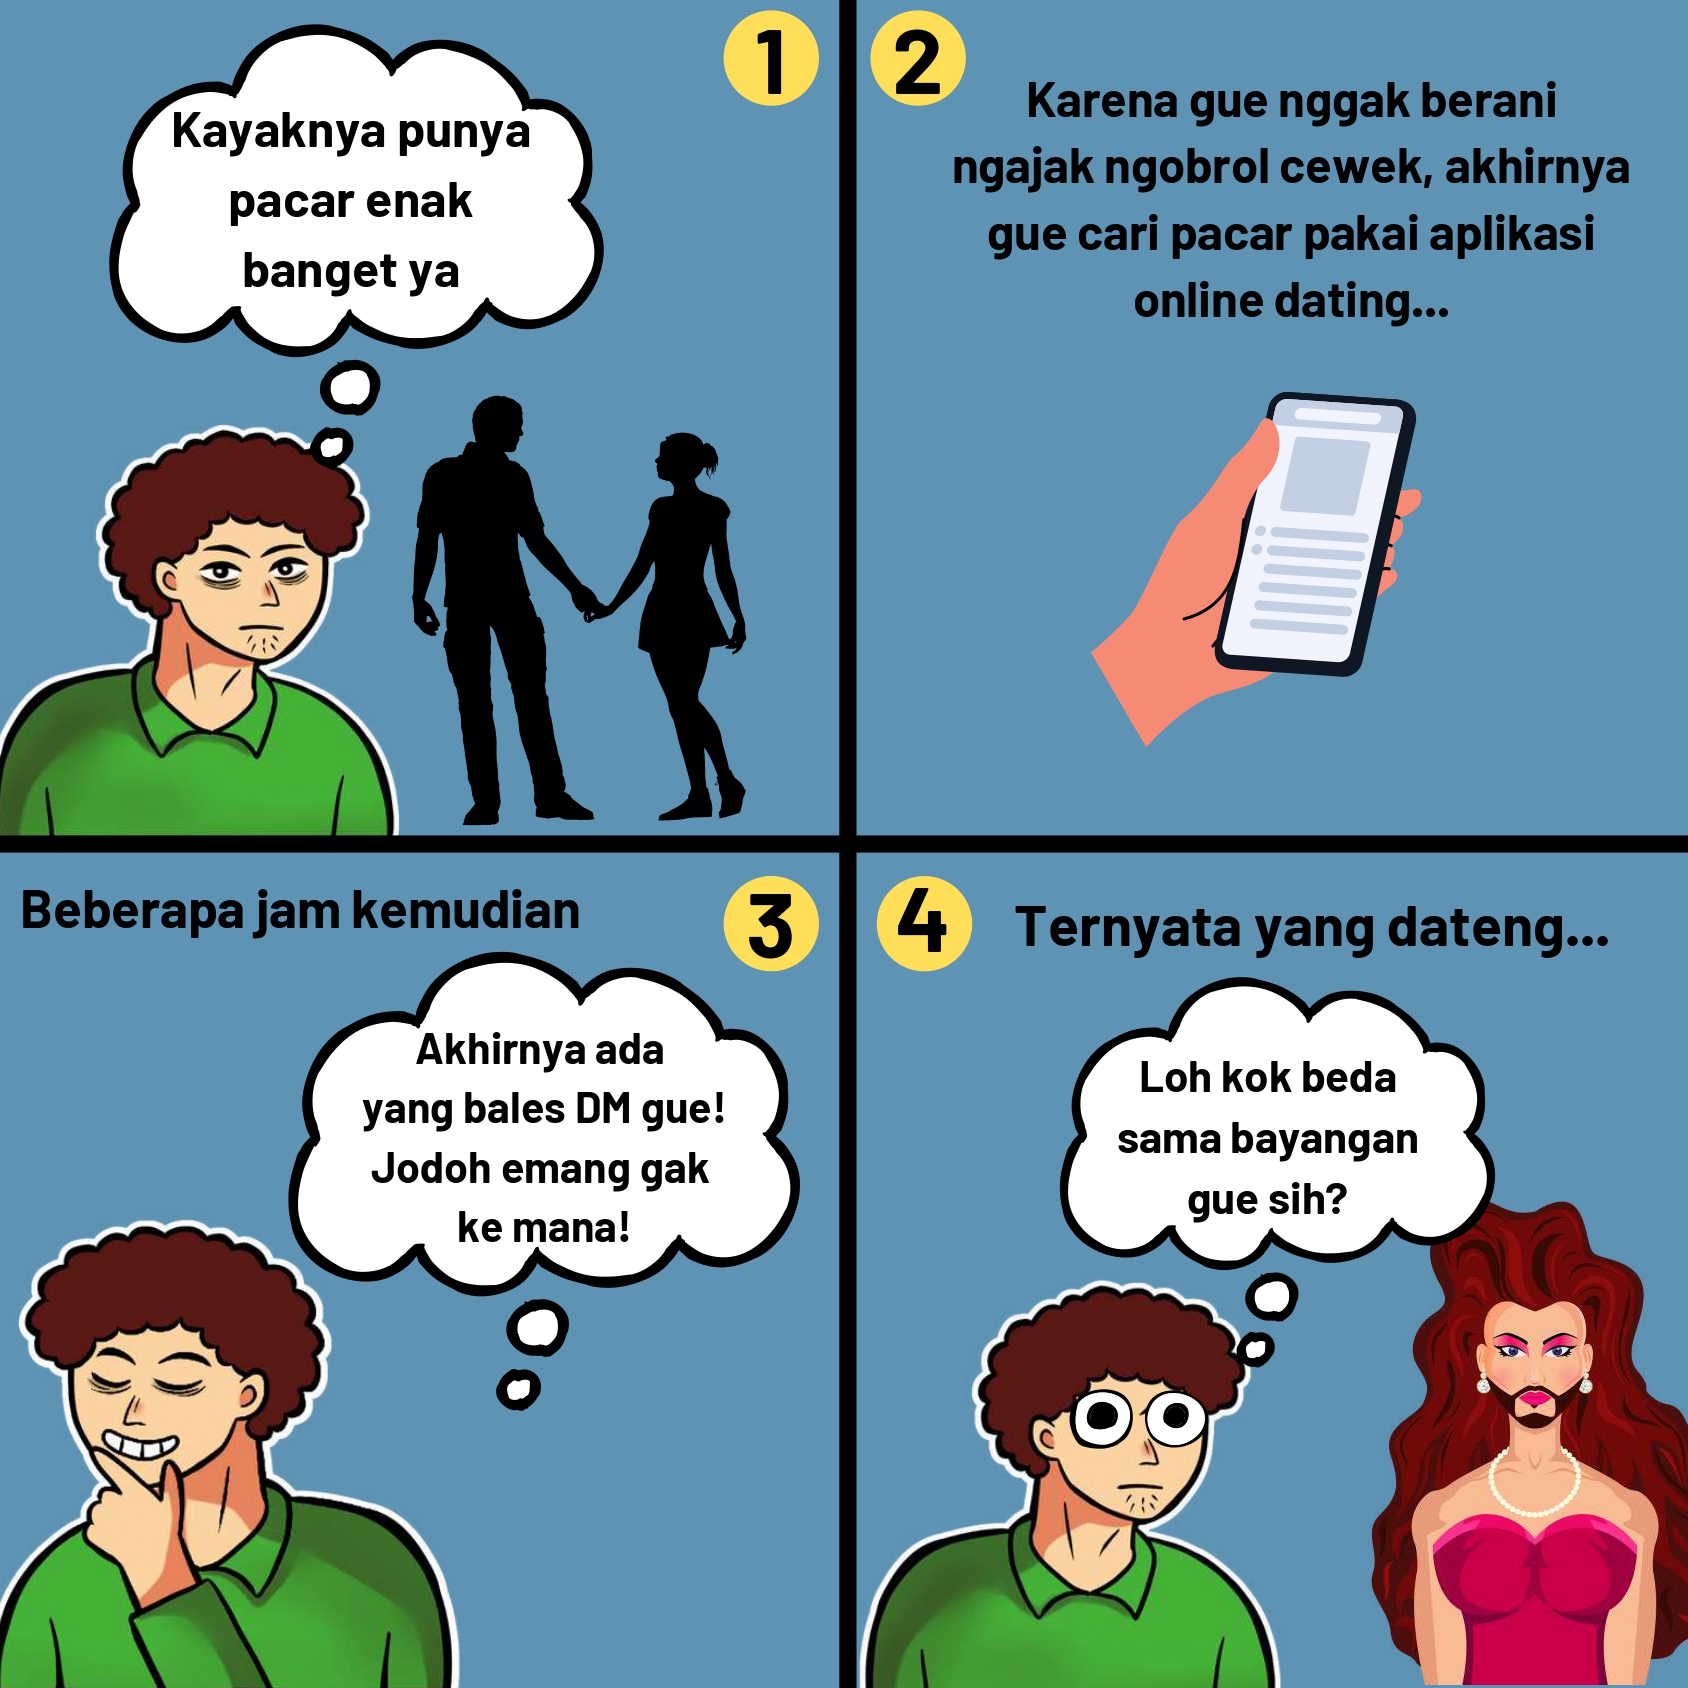 1
Kayaknya punya
pacar enak
banget ya
2
Karena gue nggak berani
ngajak ngobrol cewek, akhirnya
gue cari pacar pakai aplikasi
online dating...
3
Beberapa jam kemudian
Akhirnya ada
yang bales DM gue!
Jodoh emang gak
ke mana!
4
Ternyata yang dateng...
Loh kok beda
sama bayangan
gue sih?